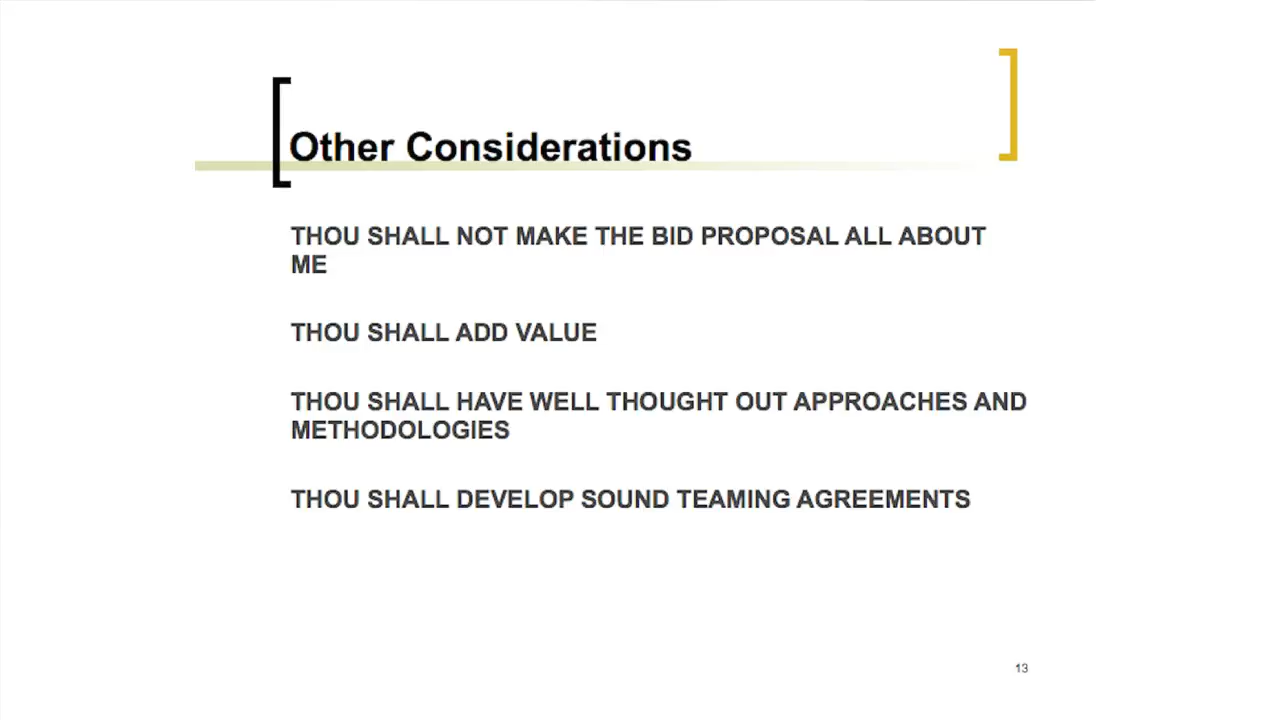 Other Considerations
THOU SHALL NOT MAKE THE BID PROPOSAL ALL ABOUT
ME
THOU SHALL ADD VALUE
THOU SHALL HAVE WELL THOUGHT OUT APPROACHES AND
METHODOLOGIES
THOU SHALL DEVELOP SOUND TEAMING AGREEMENTS
13